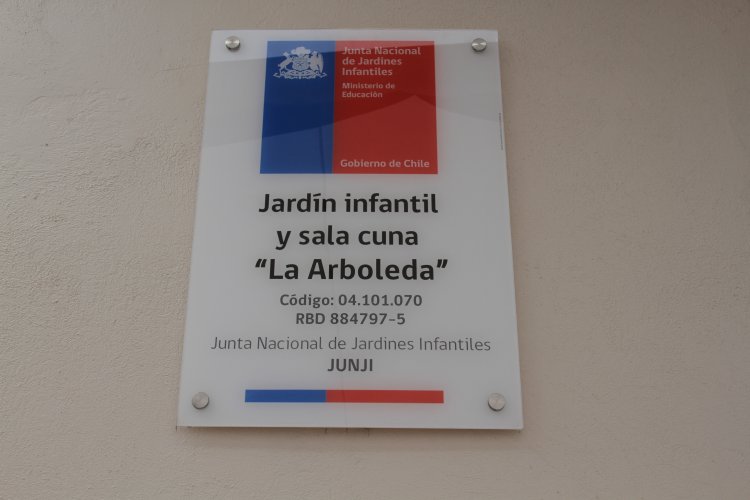 Junta Nacional
de Jardines
Infantiles
Ministerio de
Educación
Gobierno de Chile
Jardín infantil
y sala cuna
“La Arboleda”
Código: 04.101.070
RBD 884797-5
Junta Nacional de Jardines Infantiles
JUNJI